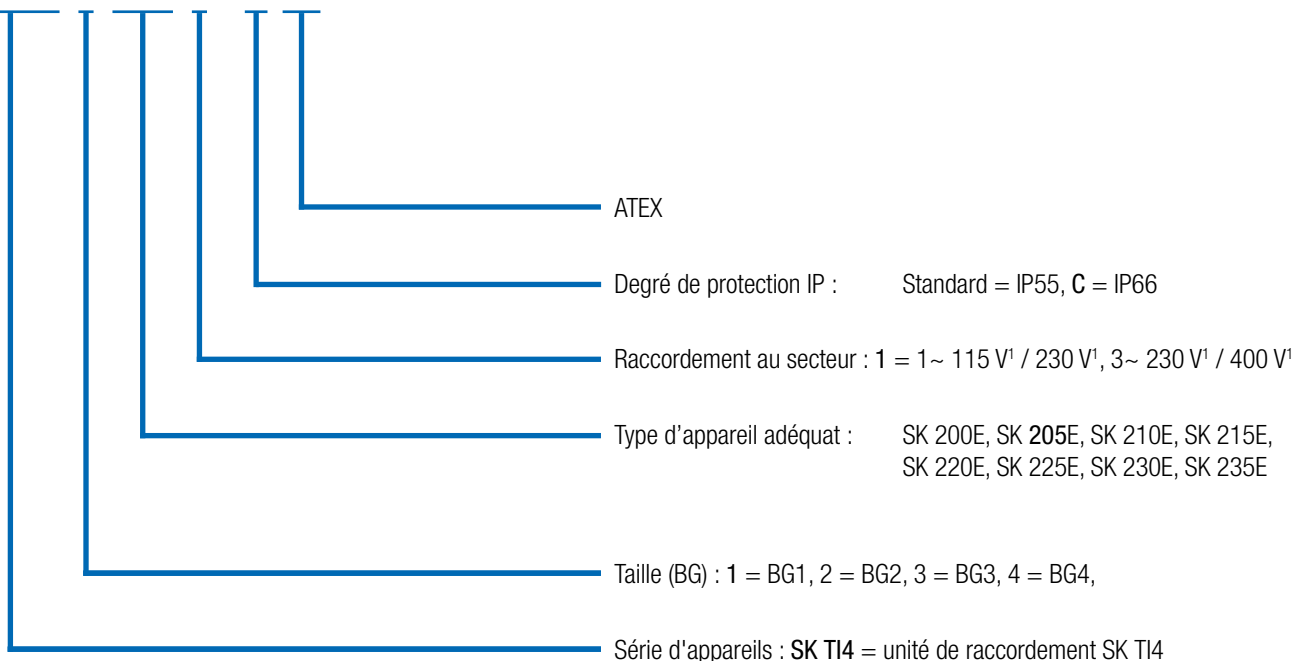 ATEX
Degré de protection IP : Standard = IP55, C = IP66
Raccordement au secteur : 1 = 1~ 115 V¹ / 230 V¹, 3~ 230 V¹ / 400 V¹
Type d’appareil adéquat : SK 200E, SK 205E, SK 210E, SK 215E,
SK 220E, SK 225E, SK 230E, SK 235E
Taille (BG) : 1 = BG1, 2 = BG2, 3 = BG3, 4 = BG4,
Série d'appareils : SK TI4 = unité de raccordement SK TI4